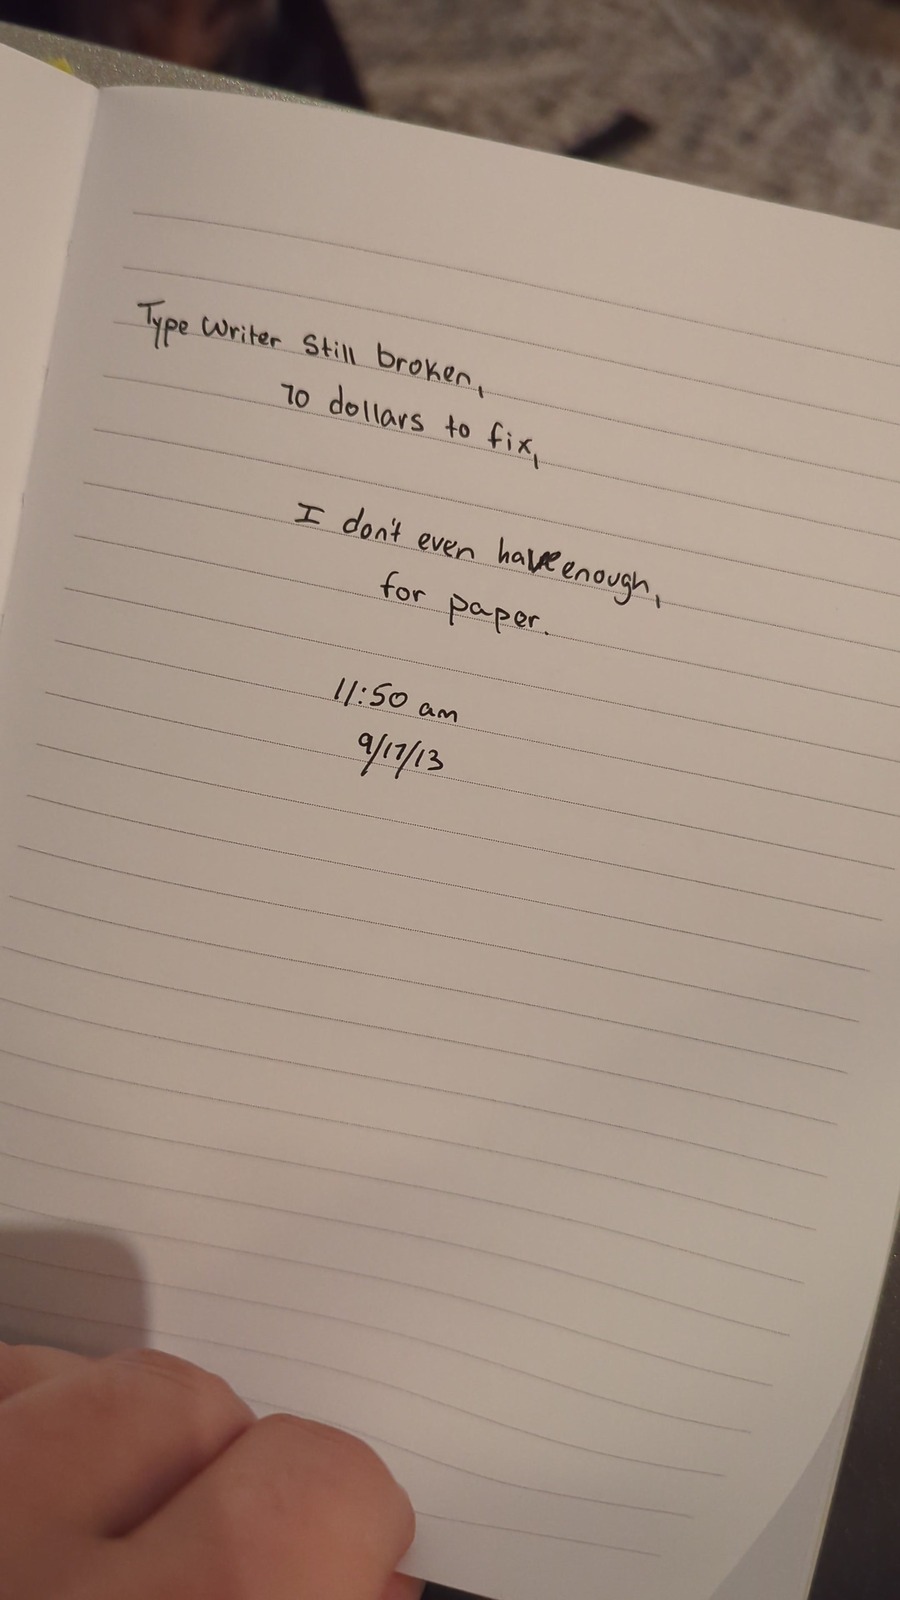 Type Writer Still broken,
70 dollars to fix,
I don't even have enough,
for paper.
11:50 am
9/17/13